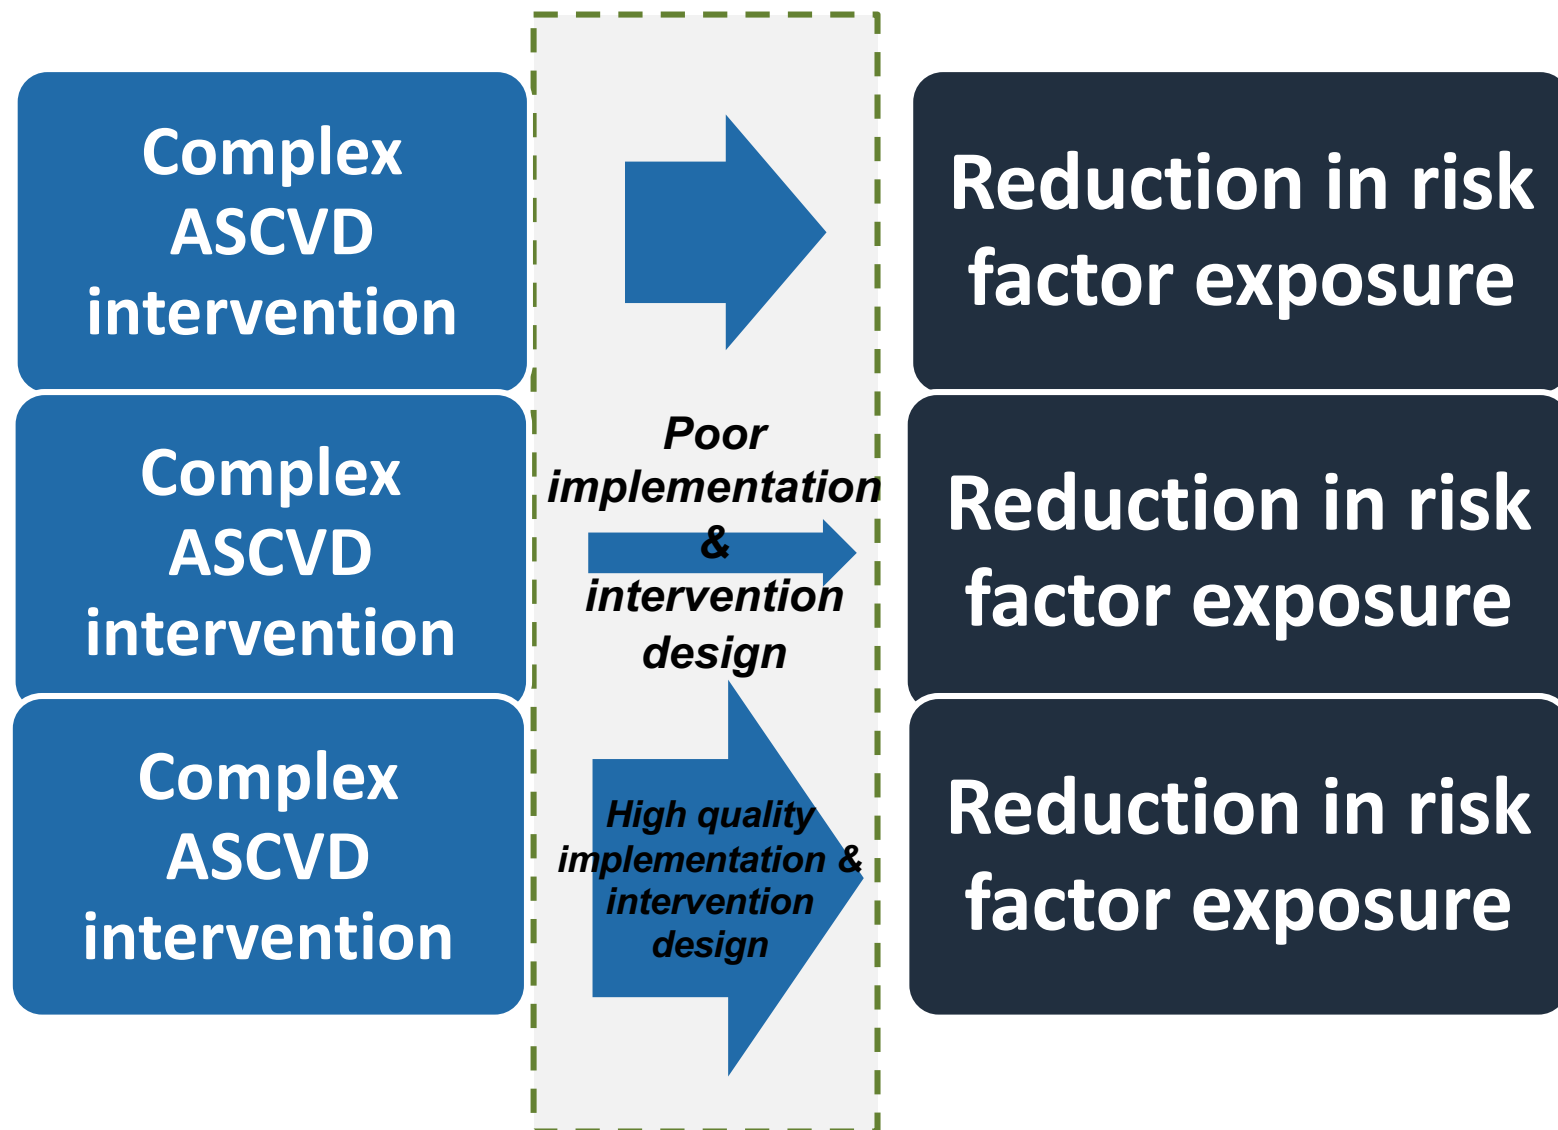 Complex
ASCVD
intervention
Reduction in risk
factor exposure
Complex
ASCVD
intervention
Poor
implementation
&
intervention
design
Reduction in risk
factor exposure
Complex
ASCVD
intervention
High quality
implementation &
intervention
design
Reduction in risk
factor exposure